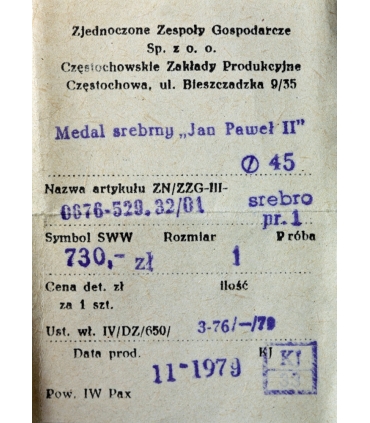 Zjednoczone Zespoły Gospodarcze
Sp. z o. o.
Częstochowskie Zakłady Produkcyjne
Częstochowa, ul. Bieszczadzka 9/35
Medal srebrny „Jan Paweł II"
∅ 45
Nazwa artykułu ZN/ZZG-III-
0676-529.32/81 srebro
pr. 1
Symbol SWW Rozmiar Próba
730,- zł 1
Cena det. zł ilość
za 1 szt.
Ust. wł. IV/DZ/650/ 3-76/-/79
Data prod. KJ
11-1979 KJ
Pow. IW Pax